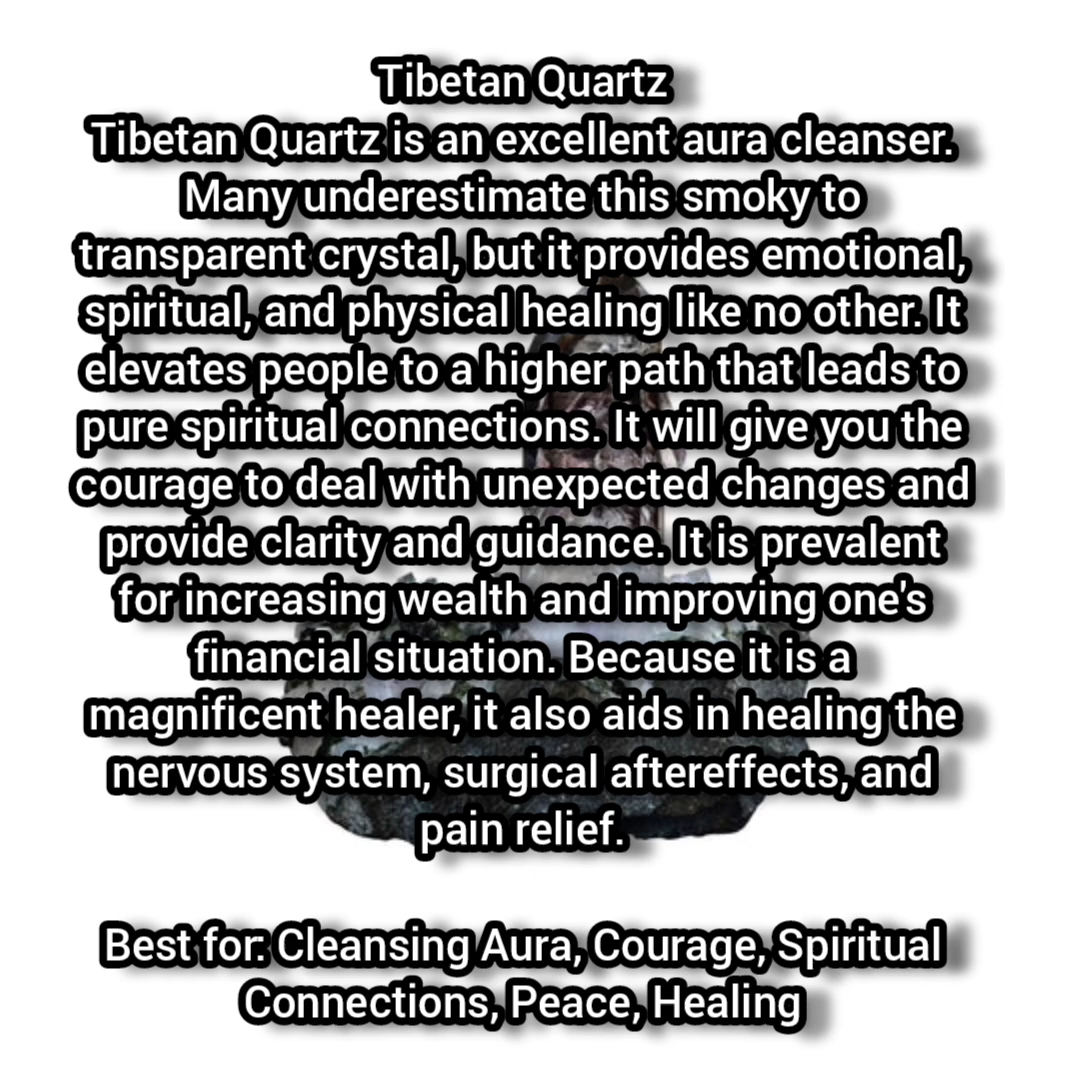 Tibetan Quartz
Tibetan Quartz is an excellent aura cleanser.
Many underestimate this smoky to
transparent crystal, but it provides emotional,
spiritual, and physical healing like no other. It
elevates people to a higher path that leads to
pure spiritual connections. It will give you the
courage to deal with unexpected changes and
provide clarity and guidance. It is prevalent
for increasing wealth and improving one's
financial situation. Because it is a
magnificent healer, it also aids in healing the
nervous system, surgical aftereffects, and
pain relief.
Best for: Cleansing Aura, Courage, Spiritual
Connections, Peace, Healing